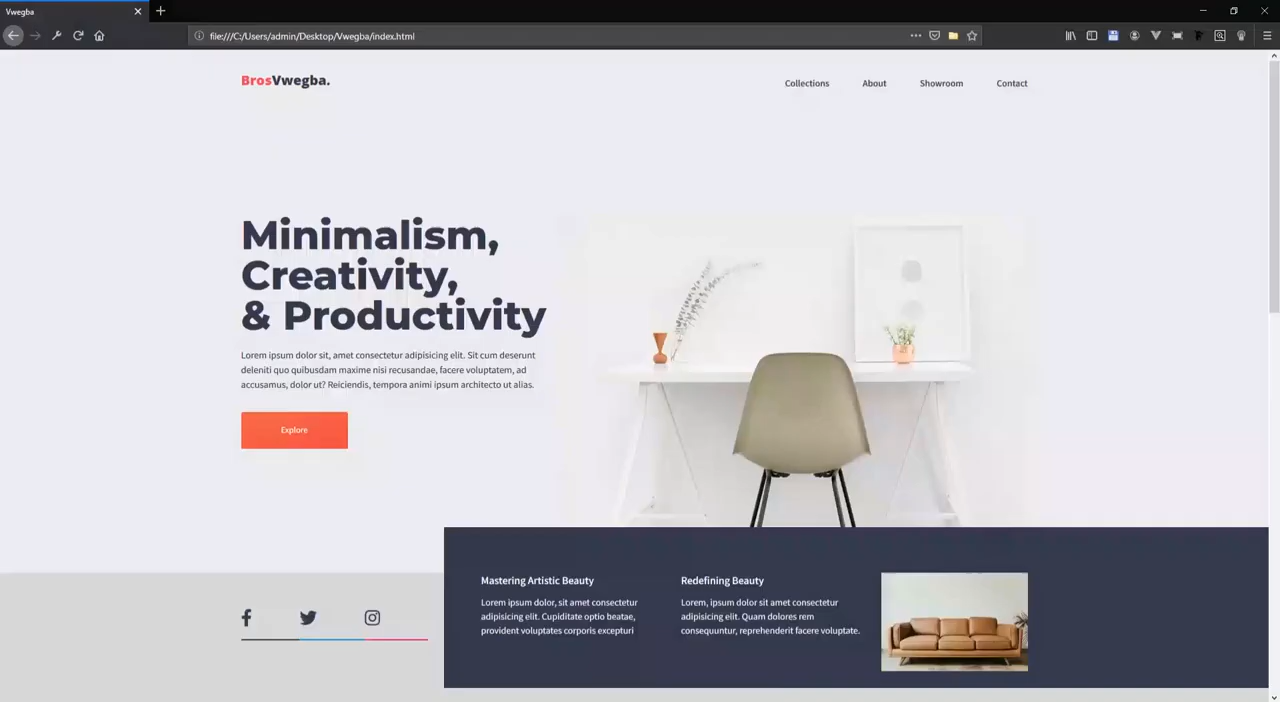 Vwegba
file:///C:/Users/admin/Desktop/Vwegba/index.html
BrosVwegba.
Collections
About
Showroom
Contact
Minimalism,
Creativity,
& Productivity
Lorem ipsum dolor sit, amet consectetur adipisicing elit. Sit cum deserunt
deleniti quo quibusdam maxime nisi recusandae, facere voluptatem, ad
accusamus, dolor ut? Reiciendis, tempora animi ipsum architecto ut alias.
Explore
Mastering Artistic Beauty
Lorem ipsum dolor, sit amet consectetur
adipisicing elit. Cupiditate optio beatae,
provident voluptates corporis excepturi
Redefining Beauty
Lorem, ipsum dolor sit amet consectetur
adipisicing elit. Quam dolores rem
consequuntur, reprehenderit facere voluptate.